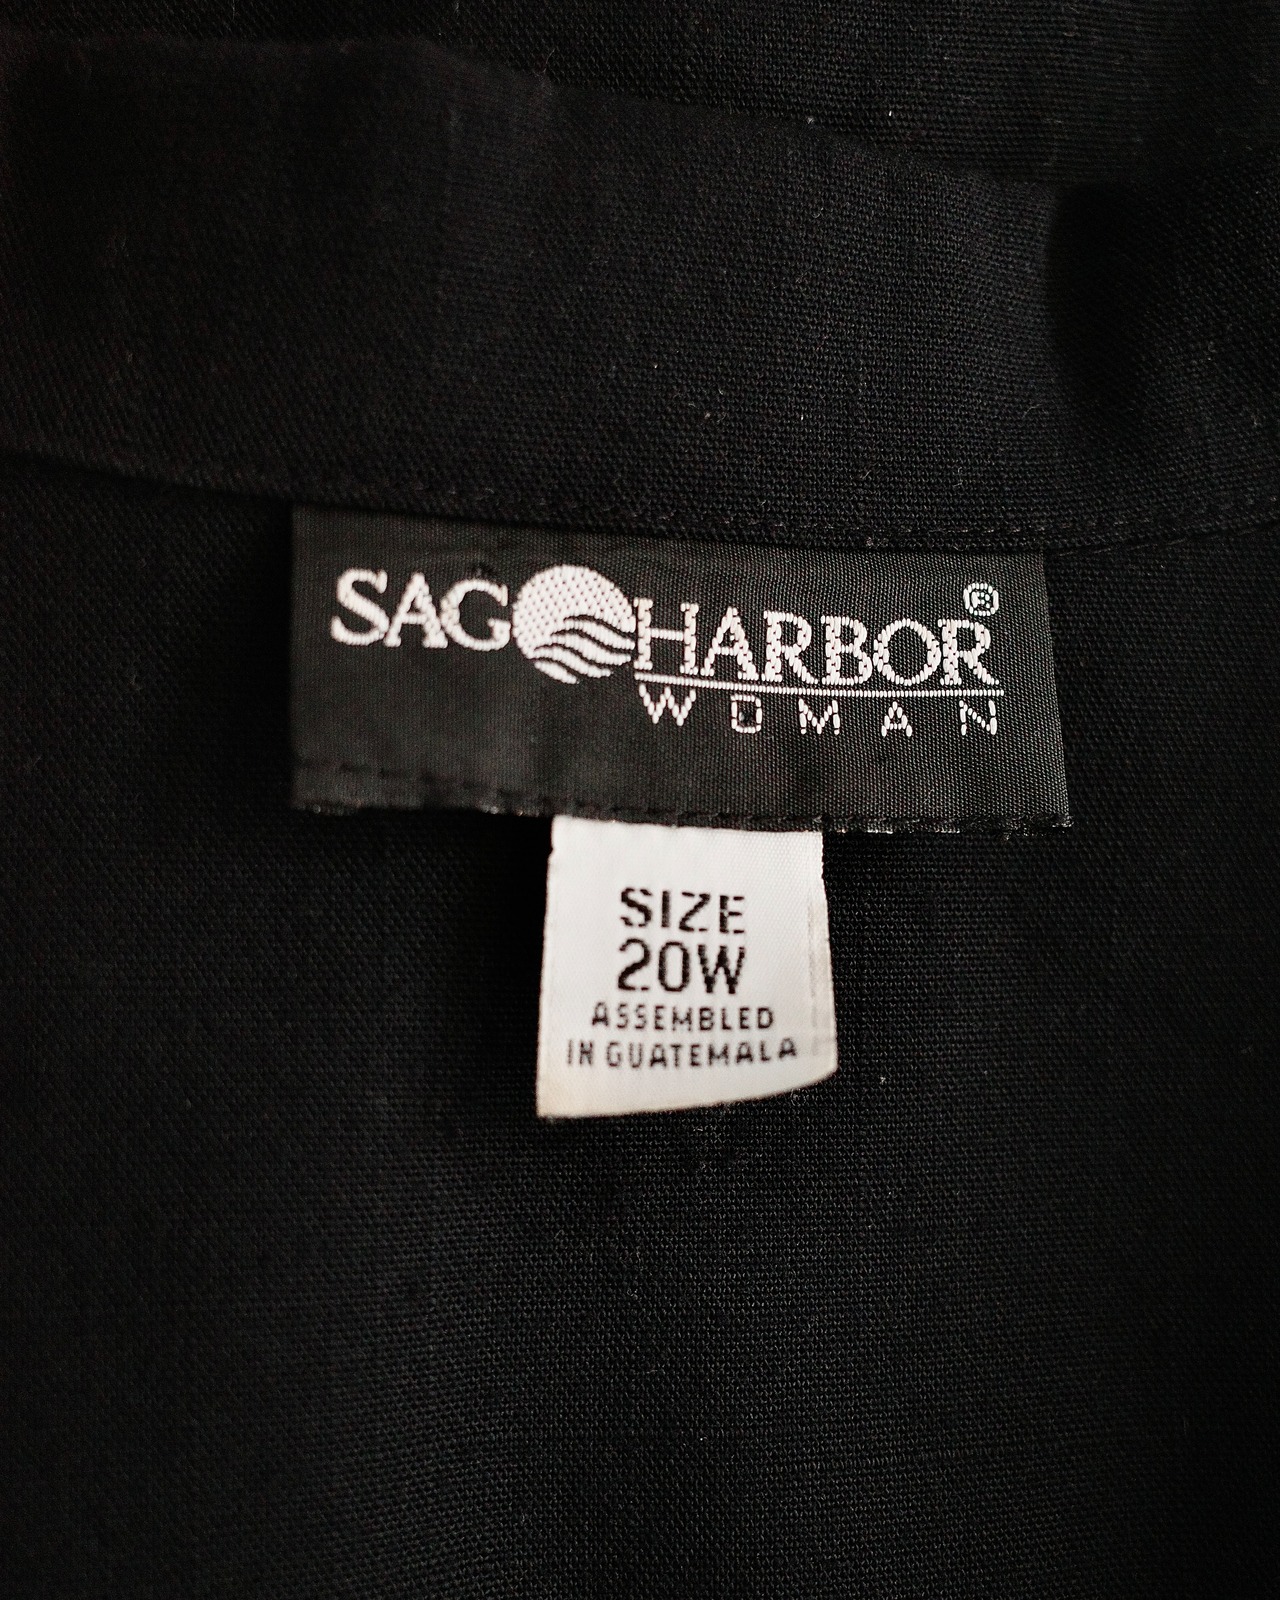 SAG HARBOR®
WOMAN
SIZE
20W
ASSEMBLED
IN GUATEMALA